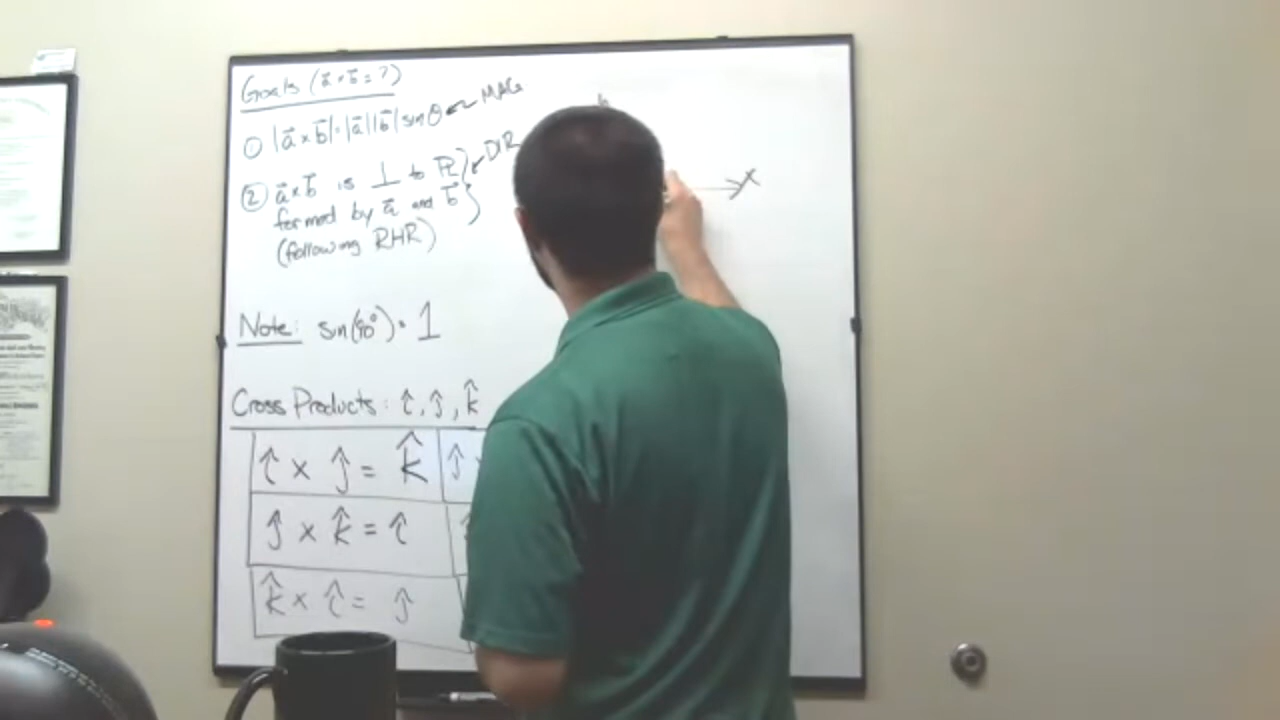 Goals (a⃗ × b⃗ = ?)
① |a⃗ × b⃗| = |a⃗||b⃗| sin θ ← MAG
② a⃗ × b⃗ is ⊥ to PL ← DIR
formed by a⃗ and b⃗
(following RHR)
x
Note: sin(90°) = 1
Cross Products: î, ĵ, k̂
î × ĵ = k̂
ĵ
ĵ × k̂ = î
k̂ × î = ĵ